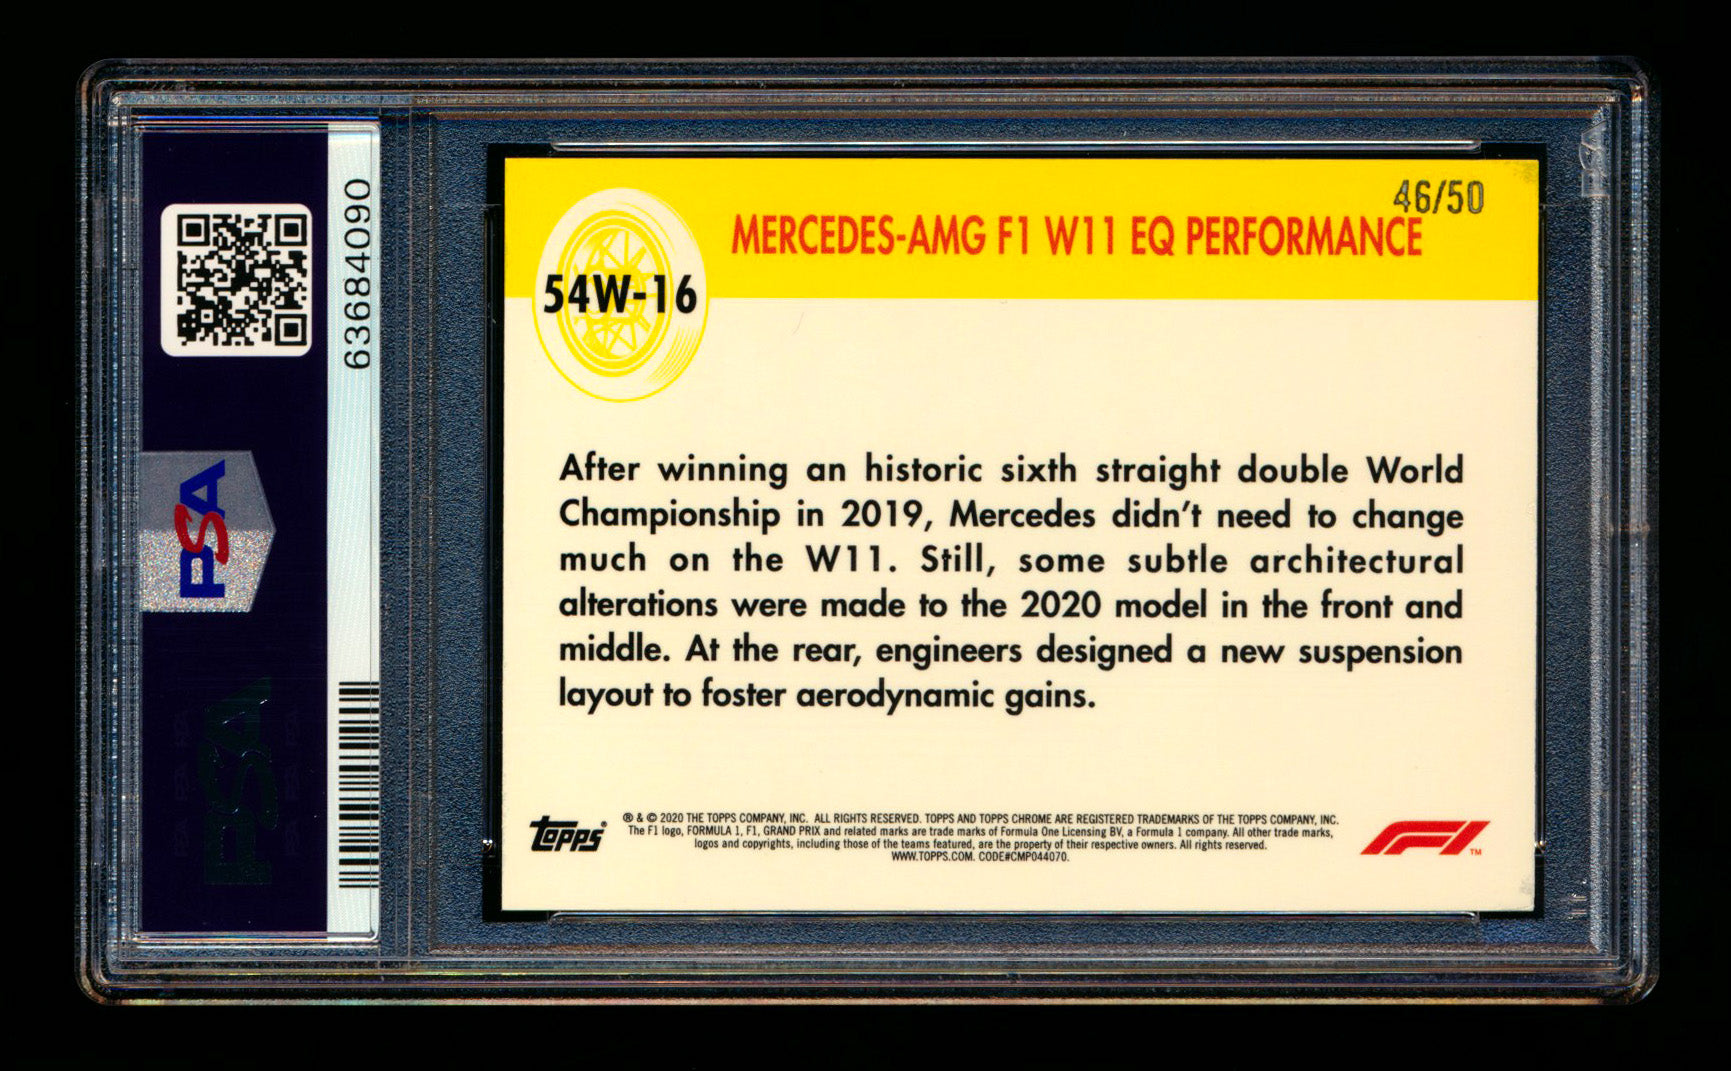 63684090
PSA
PSA
46/50
MERCEDES-AMG F1 W11 EQ PERFORMANCE
54W-16
After winning an historic sixth straight double World
Championship in 2019, Mercedes didn't need to change
much on the W11. Still, some subtle architectural
alterations were made to the 2020 model in the front and
middle. At the rear, engineers designed a new suspension
layout to foster aerodynamic gains.
topps®
® & © 2020 THE TOPPS COMPANY, INC. ALL RIGHTS RESERVED. TOPPS AND TOPPS CHROME ARE REGISTERED TRADEMARKS OF THE TOPPS COMPANY, INC.
The F1 logo, FORMULA 1, F1, GRAND PRIX and related marks are trade marks of Formula One Licensing BV, a Formula 1 company. All other trade marks,
logos and copyrights, including those of the teams featured, are the property of their respective owners. All rights reserved.
WWW.TOPPS.COM. CODE#CMP044070.
F1™